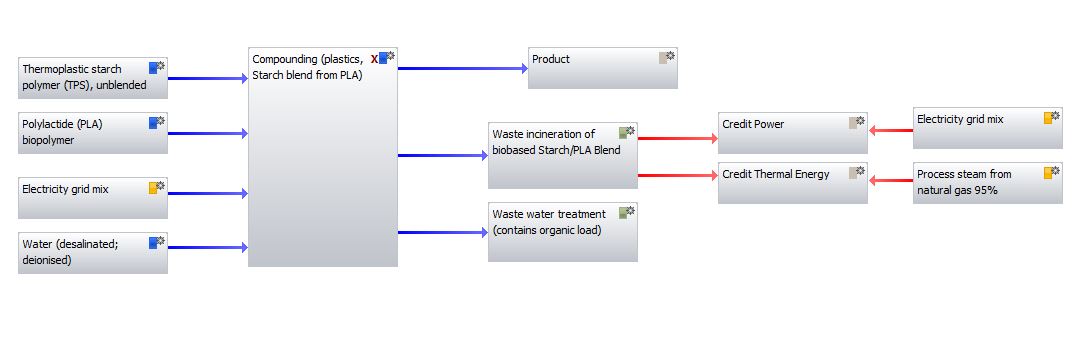 Thermoplastic starch
polymer (TPS), unblended
Polylactide (PLA)
biopolymer
Electricity grid mix
Water (desalinated;
deionised)
Compounding (plastics,
Starch blend from PLA)
X
Product
Waste incineration of
biobased Starch/PLA Blend
Waste water treatment
(contains organic load)
Credit Power
Credit Thermal Energy
Electricity grid mix
Process steam from
natural gas 95%